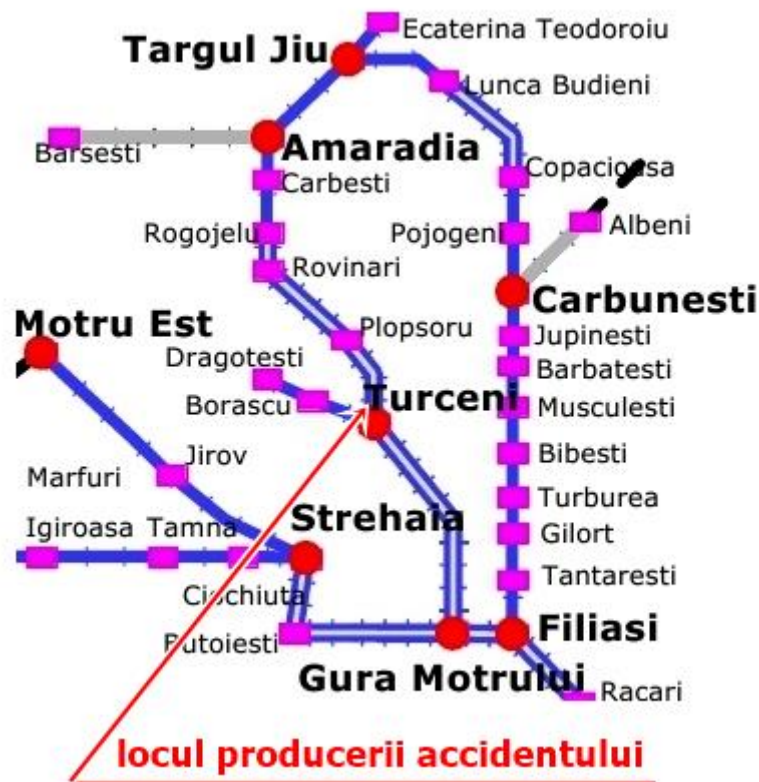 Ecaterina Teodoroiu
Targul Jiu
Lunca Budieni
Barsesti
Amaradia
Copacioasa
Carbesti
Rogojelu
Pojogeni
Albeni
Rovinari
Carbunesti
Motru Est
Plopsoru
Jupinesti
Dragotesti
Barbatesti
Borascu
Turceni
Musculesti
Jirov
Bibesti
Marfuri
Turburea
Strehaia
Igiroasa
Tamna
Gilort
Tantaresti
Cischiuta
Butoiesti
Filiasi
Gura Motrului
Racari
locul producerii accidentului